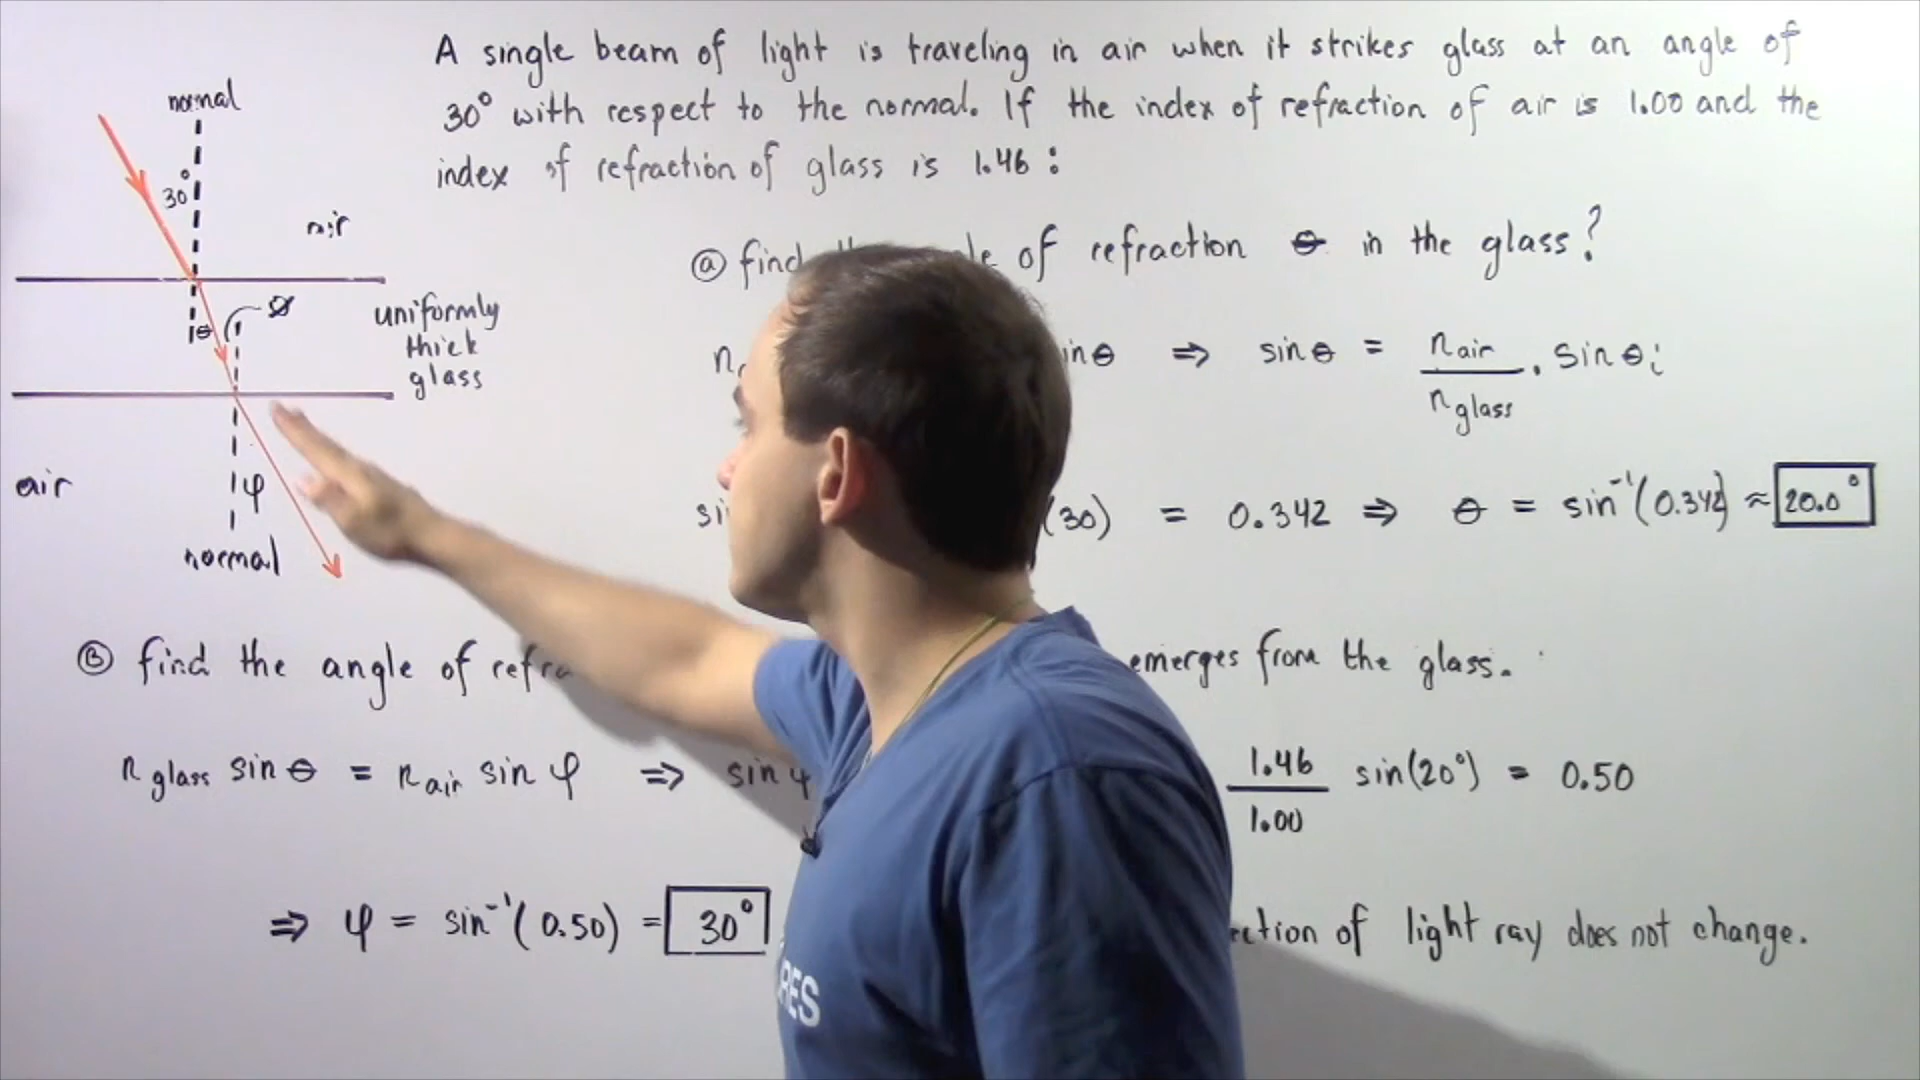 A single beam of light is traveling in air when it strikes glass at an angle of
30° with respect to the normal. If the index of refraction of air is 1.00 and the
index of refraction of glass is 1.46 :
normal
30°
air
θ
ø
uniformly
thick
glass
air
φ
normal
ⓐ find of refraction θ in the glass?
sinθ ⇒ sinθ = n air / n glass . sin θi
(30) = 0.342 ⇒ θ = sin⁻¹(0.342) ≈ 20.0°
Ⓑ find the angle of emerges from the glass.
n glass sin θ = n air sin φ ⇒ sin φ 1.46 / 1.00 sin(20°) = 0.50
⇒ φ = sin⁻¹(0.50) = 30° of light ray does not change.